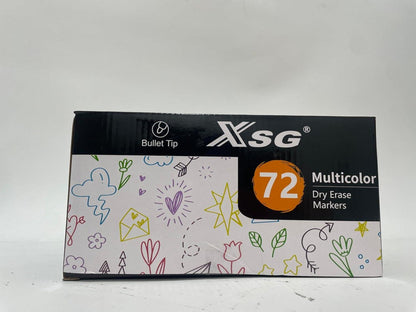 Bullet Tip
XSG®
72
Multicolor
Dry Erase
Markers